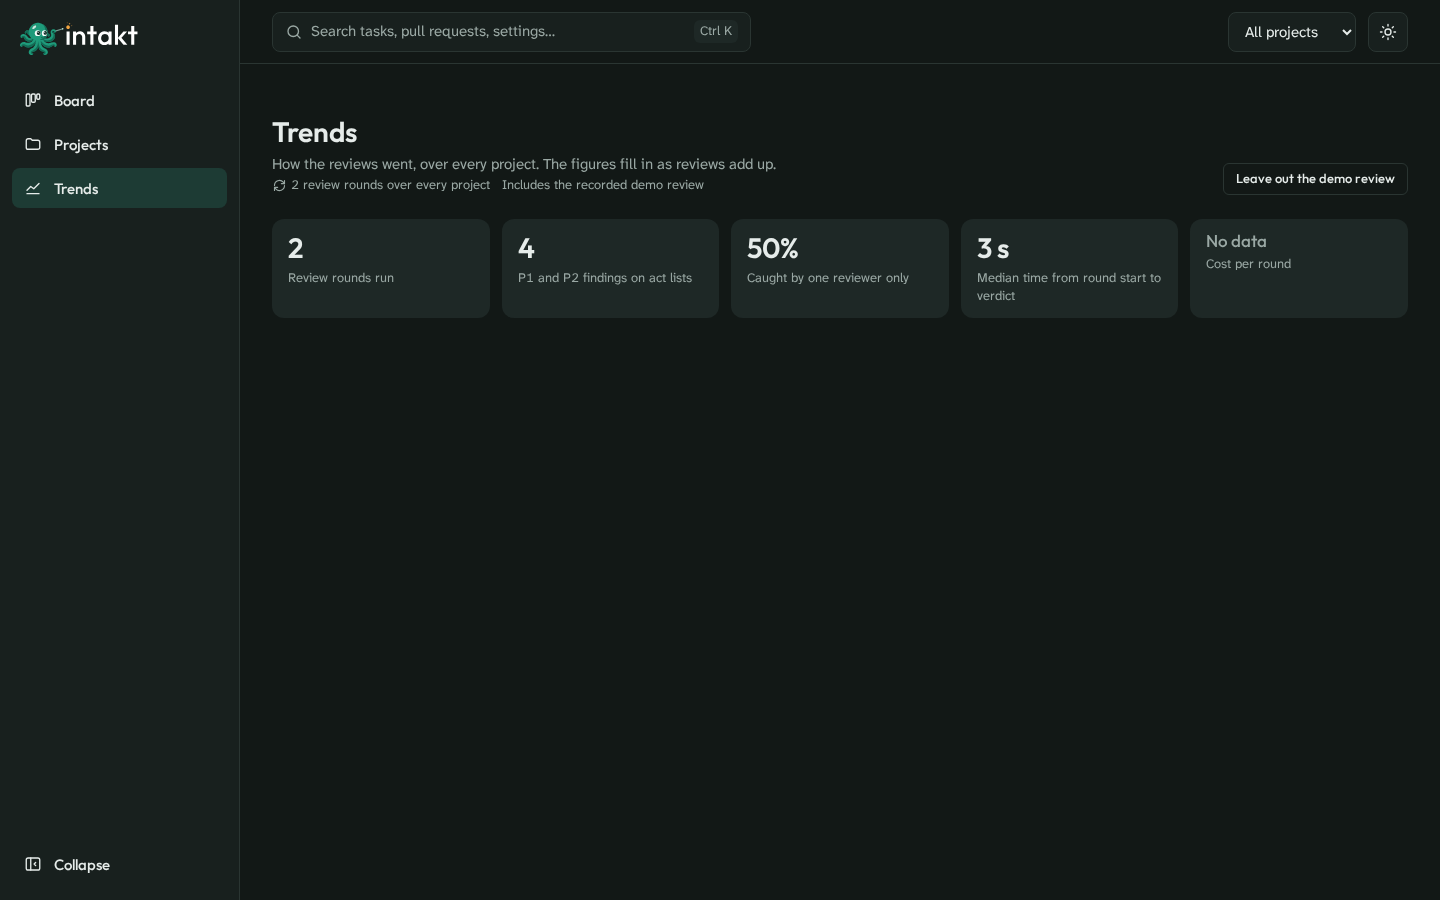 intakt
Search tasks, pull requests, settings...
Ctrl K
All projects
Board
Projects
Trends
Collapse
Trends
How the reviews went, over every project. The figures fill in as reviews add up.
2 review rounds over every project
Includes the recorded demo review
Leave out the demo review
2
Review rounds run
4
P1 and P2 findings on act lists
50%
Caught by one reviewer only
3 s
Median time from round start to
verdict
No data
Cost per round